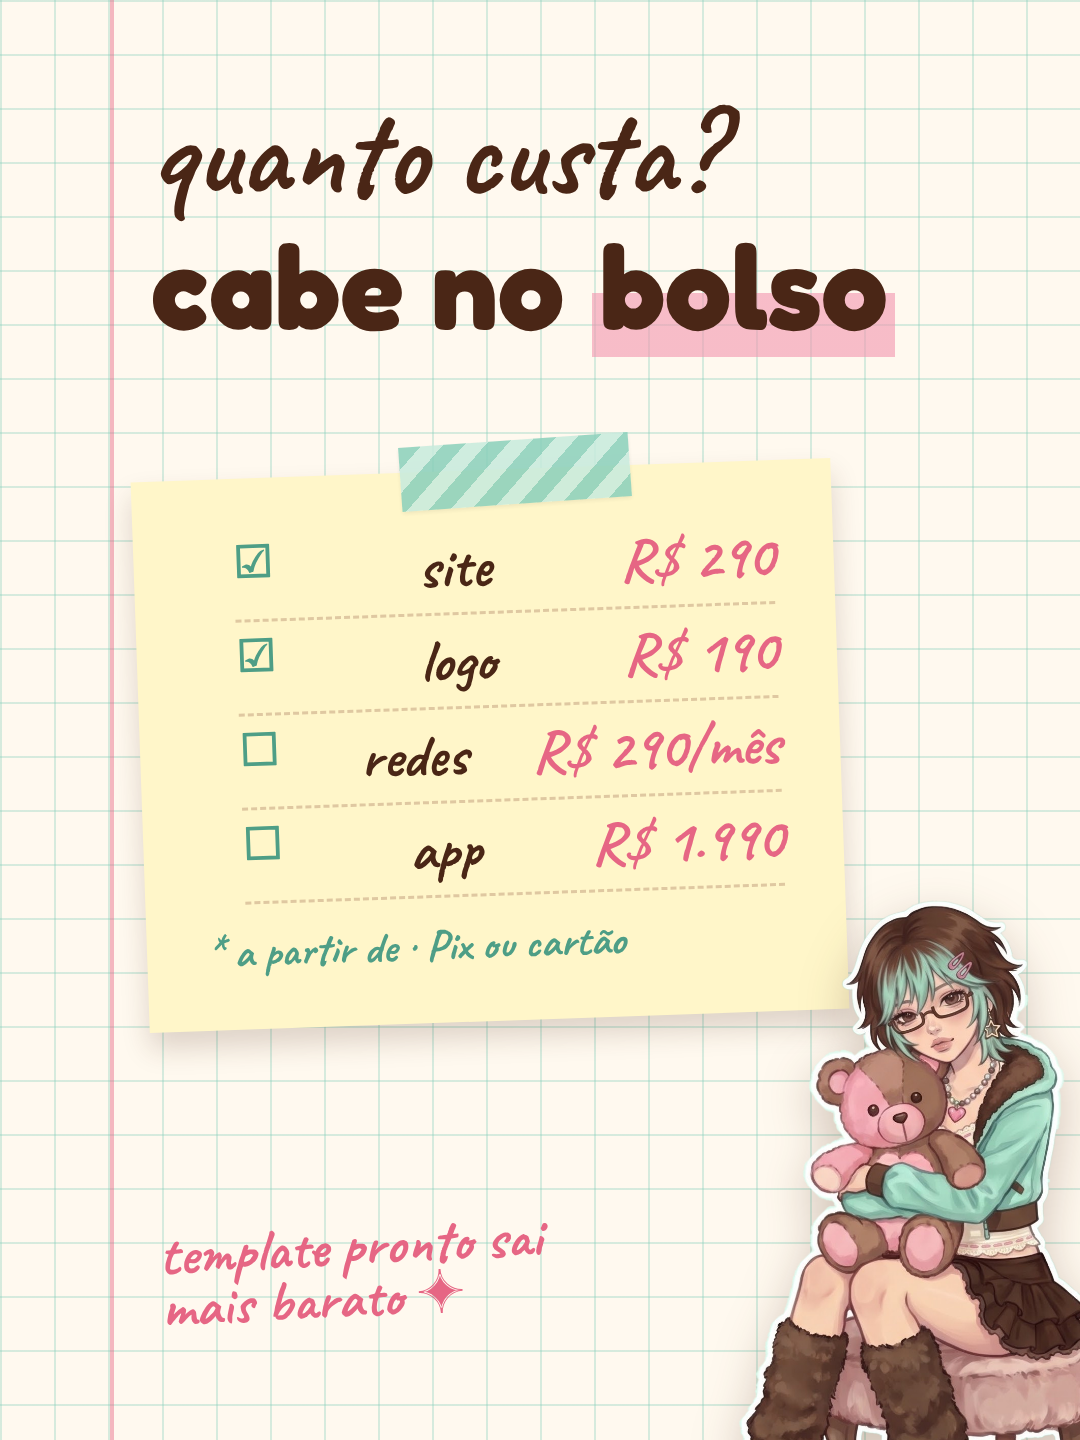 quanto custa?
cabe no bolso
☑ site R$ 290
☑ logo R$ 190
☐ redes R$ 290/mês
☐ app R$ 1.990
* a partir de · Pix ou cartão
template pronto sai
mais barato ✦